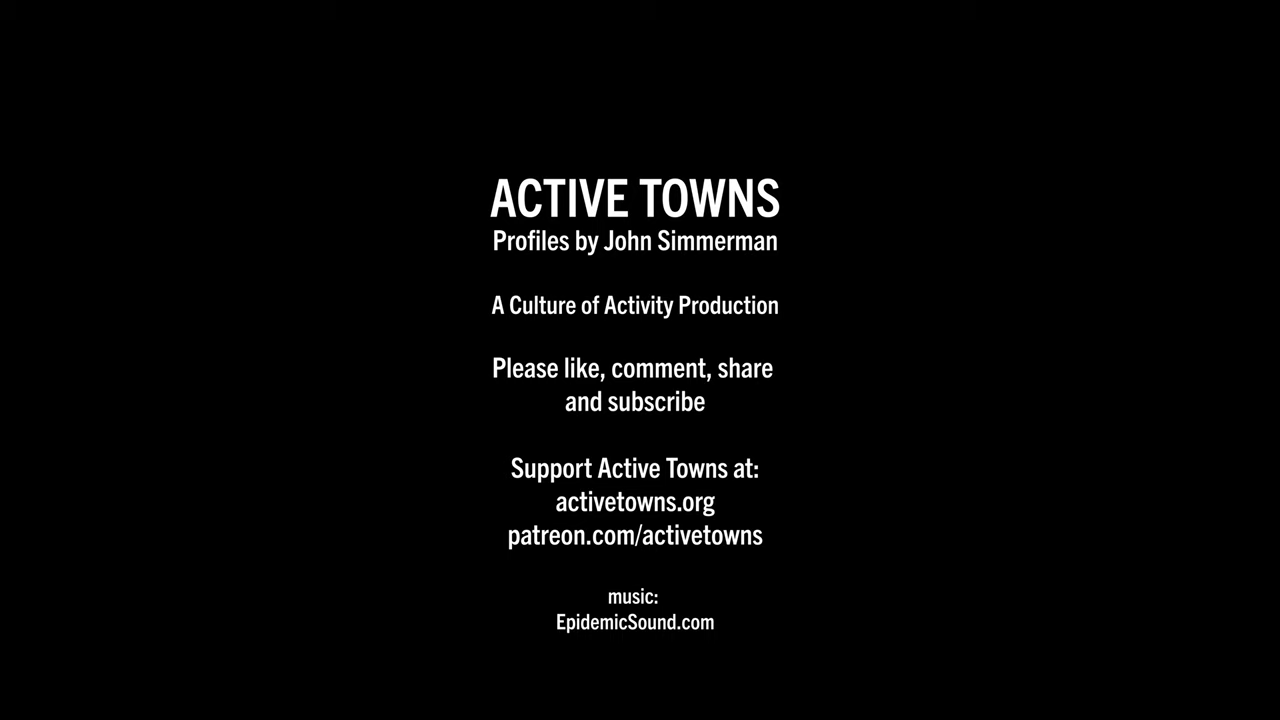 ACTIVE TOWNS
Profiles by John Simmerman
A Culture of Activity Production
Please like, comment, share
and subscribe
Support Active Towns at:
activetowns.org
patreon.com/activetowns
music:
EpidemicSound.com